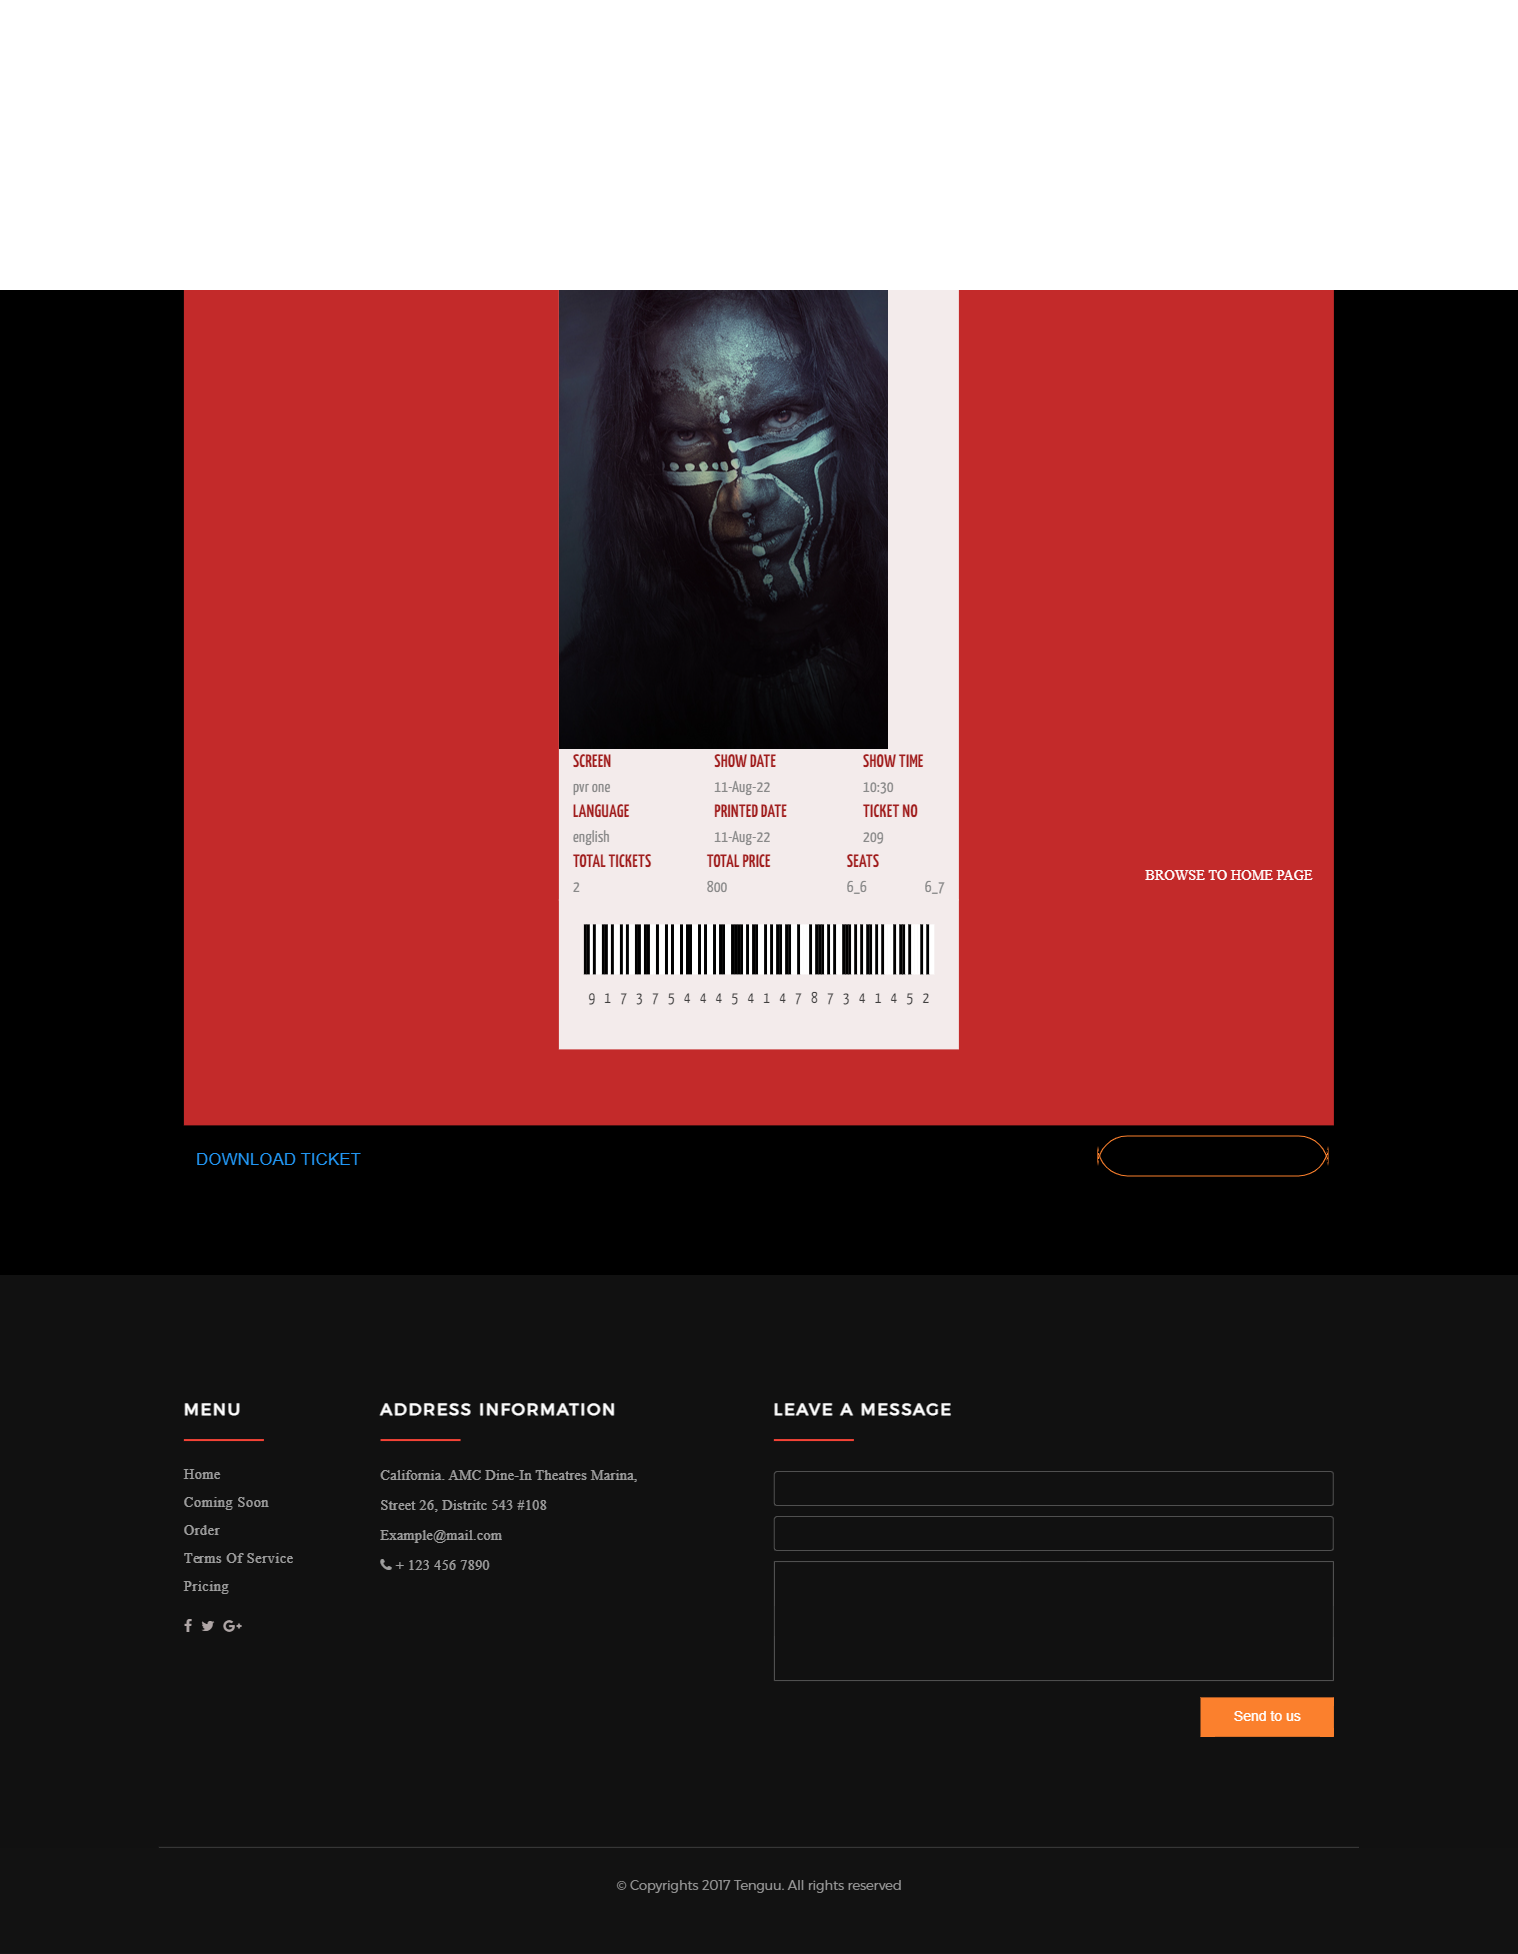 SCREEN SHOW DATE SHOW TIME
pvr one 11-Aug-22 10:30
LANGUAGE PRINTED DATE TICKET NO
english 11-Aug-22 209
TOTAL TICKETS TOTAL PRICE SEATS
2 800 6_6 6_7
BROWSE TO HOME PAGE
9 1 7 3 7 5 4 4 4 5 4 1 4 7 8 7 3 4 1 4 5 2
DOWNLOAD TICKET
MENU
Home
Coming Soon
Order
Terms Of Service
Pricing
ADDRESS INFORMATION
California. AMC Dine-In Theatres Marina,
Street 26, Distritc 543 #108
Example@mail.com
+ 123 456 7890
LEAVE A MESSAGE
Send to us
© Copyrights 2017 Tenguu. All rights reserved